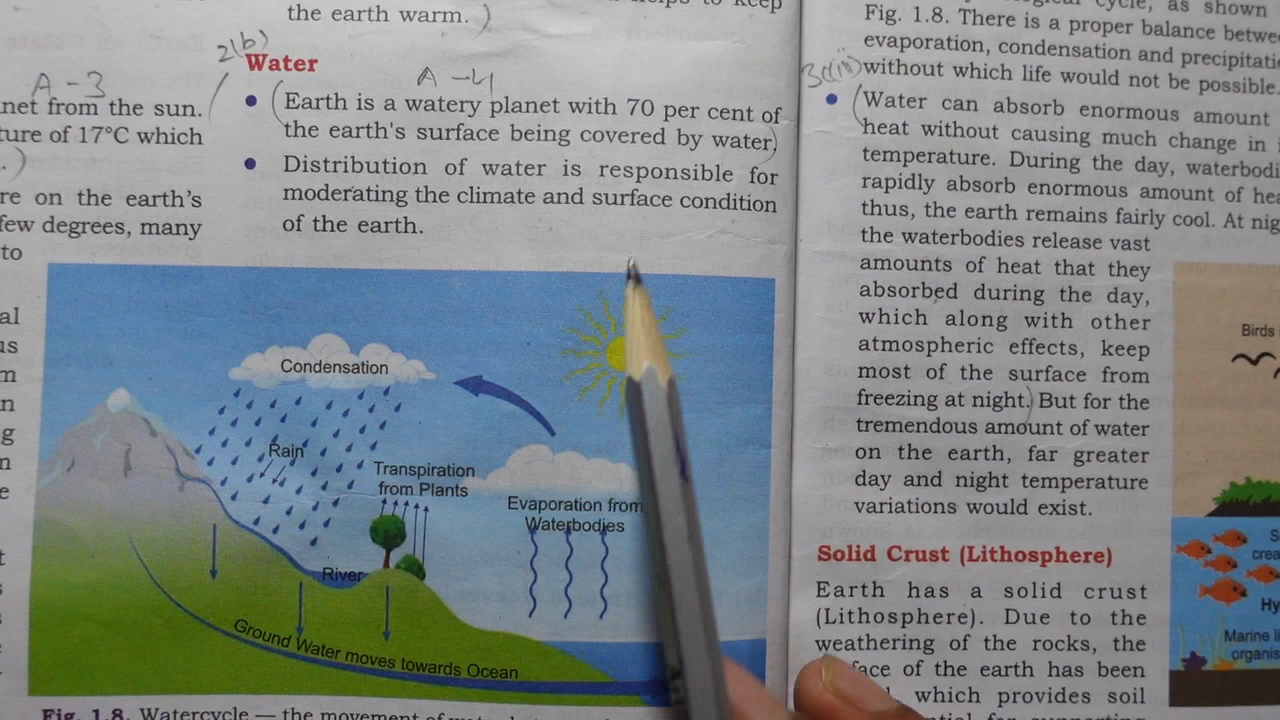 the earth warm. )
2(b)
Water
A-3
A-4
net from the sun.
ture of 17°C which
.)
re on the earth's
few degrees, many
to
al
us
m
n
g
n
e
t
s
• (Earth is a watery planet with 70 per cent of
the earth's surface being covered by water)
• Distribution of water is responsible for
moderating the climate and surface condition
of the earth.
Condensation
Rain
Transpiration
from Plants
Evaporation from
Waterbodies
River
Ground Water moves towards Ocean
Fig. 1.8. Watercycle — the movement of
cycle, as shown
Fig. 1.8. There is a proper balance betwe
evaporation, condensation and precipitati
without which life would not be possible.
3c(iii)
• (Water can absorb enormous amount
heat without causing much change in
temperature. During the day, waterbodi
rapidly absorb enormous amount of hea
thus, the earth remains fairly cool. At nig
the waterbodies release vast
amounts of heat that they
absorbed during the day,
which along with other
atmospheric effects, keep
most of the surface from
freezing at night.) But for the
tremendous amount of water
on the earth, far greater
day and night temperature
variations would exist.
Solid Crust (Lithosphere)
Earth has a solid crust
(Lithosphere). Due to the
weathering of the rocks, the
face of the earth has been
which provides soil
Birds
S
crea
Hy
Marine li
organis